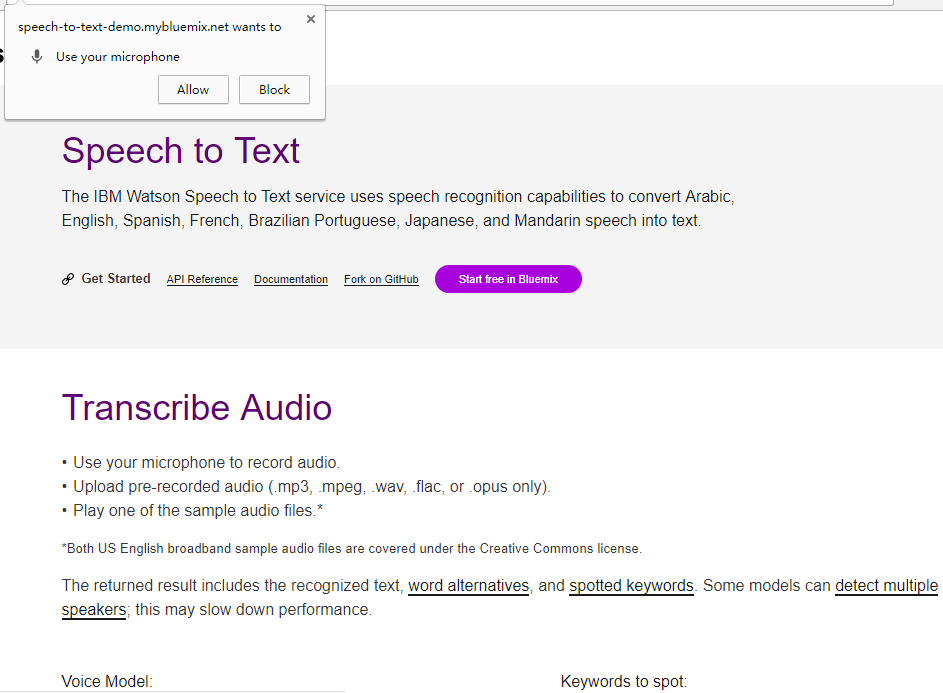 speech-to-text-demo.mybluemix.net wants to
Use your microphone
Allow Block
Speech to Text
The IBM Watson Speech to Text service uses speech recognition capabilities to convert Arabic,
English, Spanish, French, Brazilian Portuguese, Japanese, and Mandarin speech into text.
Get Started API Reference Documentation Fork on GitHub Start free in Bluemix
Transcribe Audio
• Use your microphone to record audio.
• Upload pre-recorded audio (.mp3, .mpeg, .wav, .flac, or .opus only).
• Play one of the sample audio files.*
*Both US English broadband sample audio files are covered under the Creative Commons license.
The returned result includes the recognized text, word alternatives, and spotted keywords. Some models can detect multiple
speakers; this may slow down performance.
Voice Model: Keywords to spot: